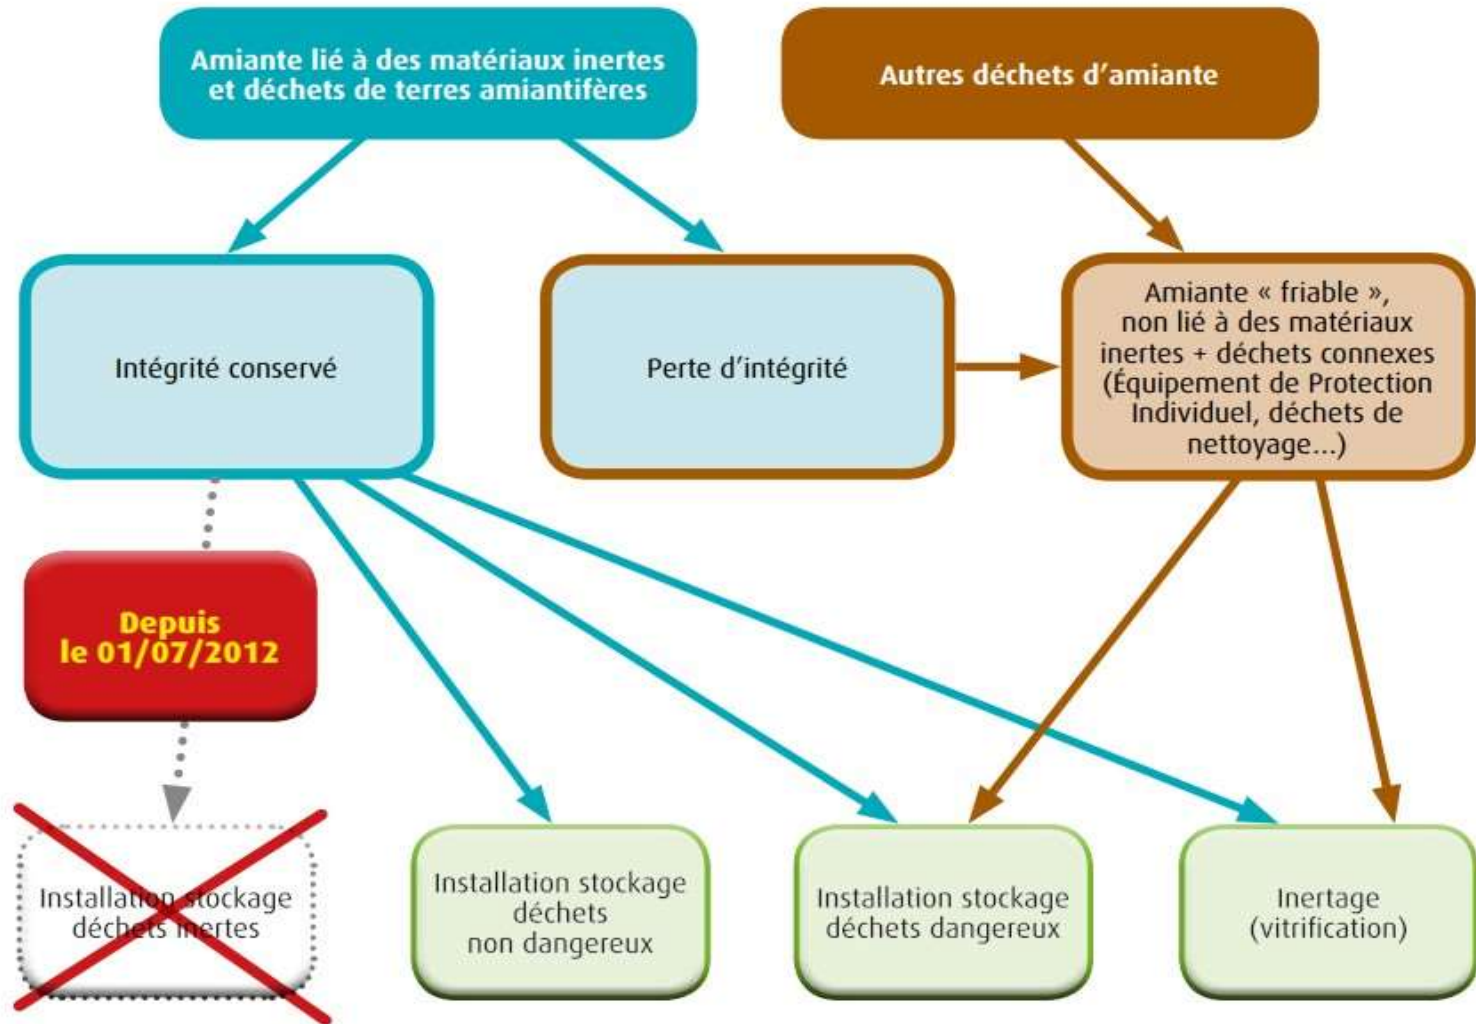 Amiante lié à des matériaux inertes
et déchets de terres amiantifères
Autres déchets d'amiante
Intégrité conservé
Perte d'intégrité
Amiante « friable »,
non lié à des matériaux
inertes + déchets connexes
(Équipement de Protection
Individuel, déchets de
nettoyage...)
Depuis
le 01/07/2012
Installation stockage
déchets inertes
Installation stockage
déchets
non dangereux
Installation stockage
déchets dangereux
Inertage
(vitrification)